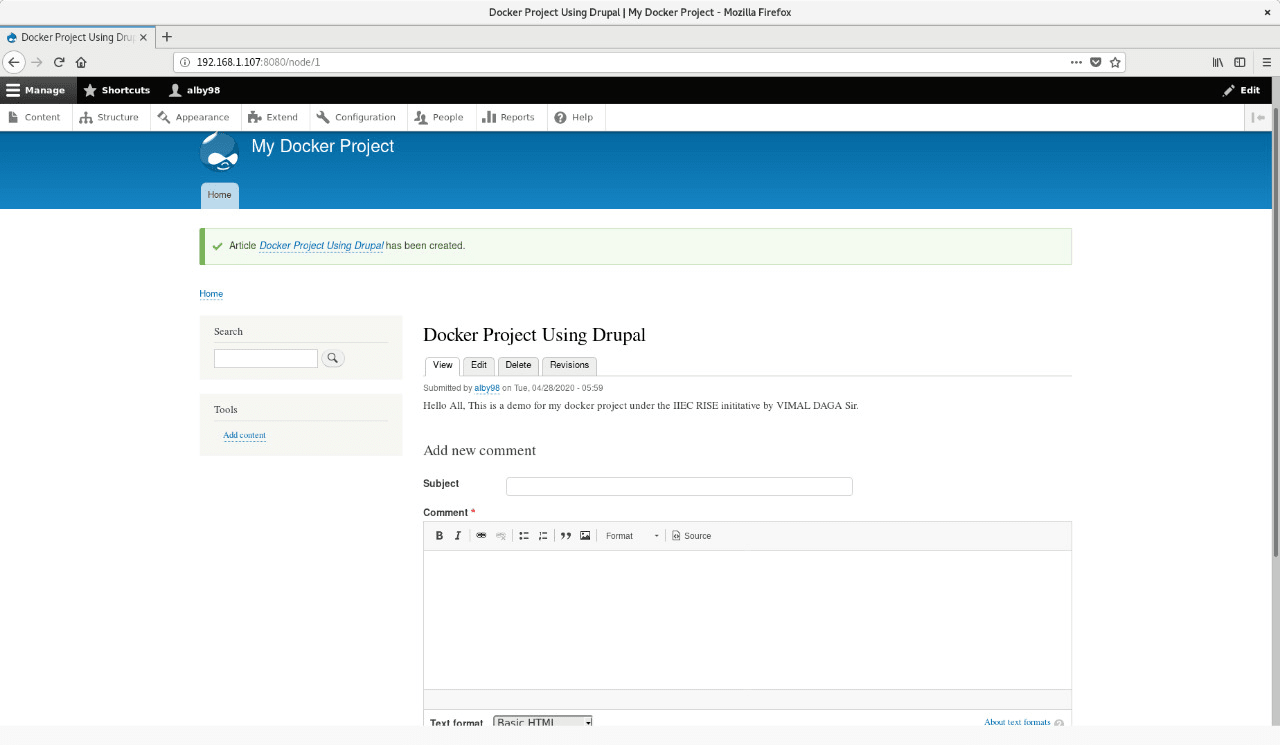 Docker Project Using Drupal | My Docker Project - Mozilla Firefox
Docker Project Using Dru
192.168.1.107:8080/node/1
Manage Shortcuts alby98 Edit
Content Structure Appearance Extend Configuration People Reports Help
My Docker Project
Home
Article Docker Project Using Drupal has been created.
Home
Search
Tools
Add content
Docker Project Using Drupal
View Edit Delete Revisions
Submitted by alby98 on Tue, 04/28/2020 - 05:59
Hello All, This is a demo for my docker project under the IIEC RISE inititative by VIMAL DAGA Sir.
Add new comment
Subject
Comment *
B I Format Source
Text format Basic HTML About text formats ?